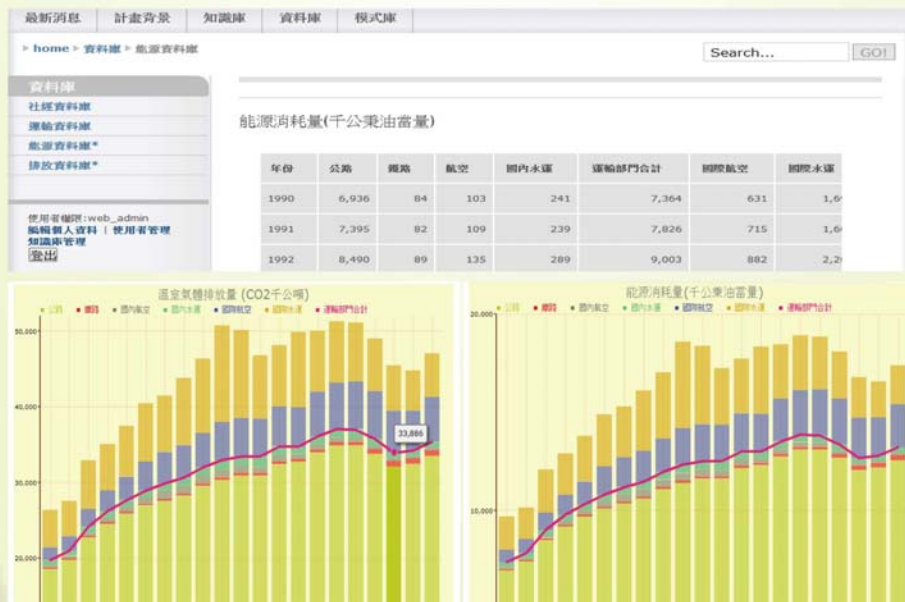 最新消息 計畫背景 知識庫 資料庫 模式庫
home 資料庫 能源資料庫
Search... GO!
資料庫
社經資料庫
運輸資料庫
能源資料庫*
排放資料庫*
使用者權限:web_admin
編輯個人資料 | 使用者管理
知識庫管理
登出
能源消耗量(千公秉油當量)
年份 公路 鐵路 航空 國內水運 運輸部門合計 國際航空 國際水運
1990 6,936 84 103 241 7,364 631 1,6
1991 7,395 82 109 239 7,826 715 1,6
1992 8,490 89 135 289 9,003 882 2,2
溫室氣體排放量 (CO2千公噸)
公路 鐵路 國內航空 國內水運 國際航空 國際水運 運輸部門合計
50,000
40,000
33,886
30,000
20,000
能源消耗量(千公秉油當量)
20,000
公路 鐵路 國內航空 國內水運 國際航空 國際水運 運輸部門合計
10,000